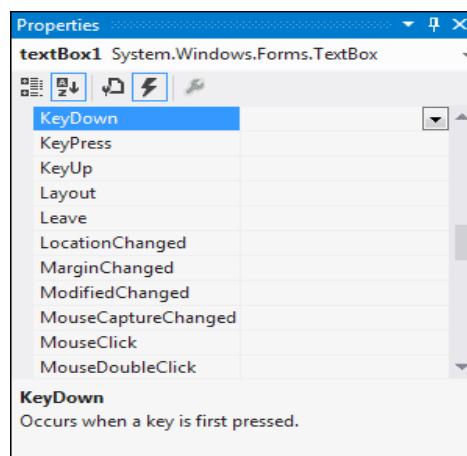 Properties
textBox1 System.Windows.Forms.TextBox
KeyDown
KeyPress
KeyUp
Layout
Leave
LocationChanged
MarginChanged
ModifiedChanged
MouseCaptureChanged
MouseClick
MouseDoubleClick
KeyDown
Occurs when a key is first pressed.